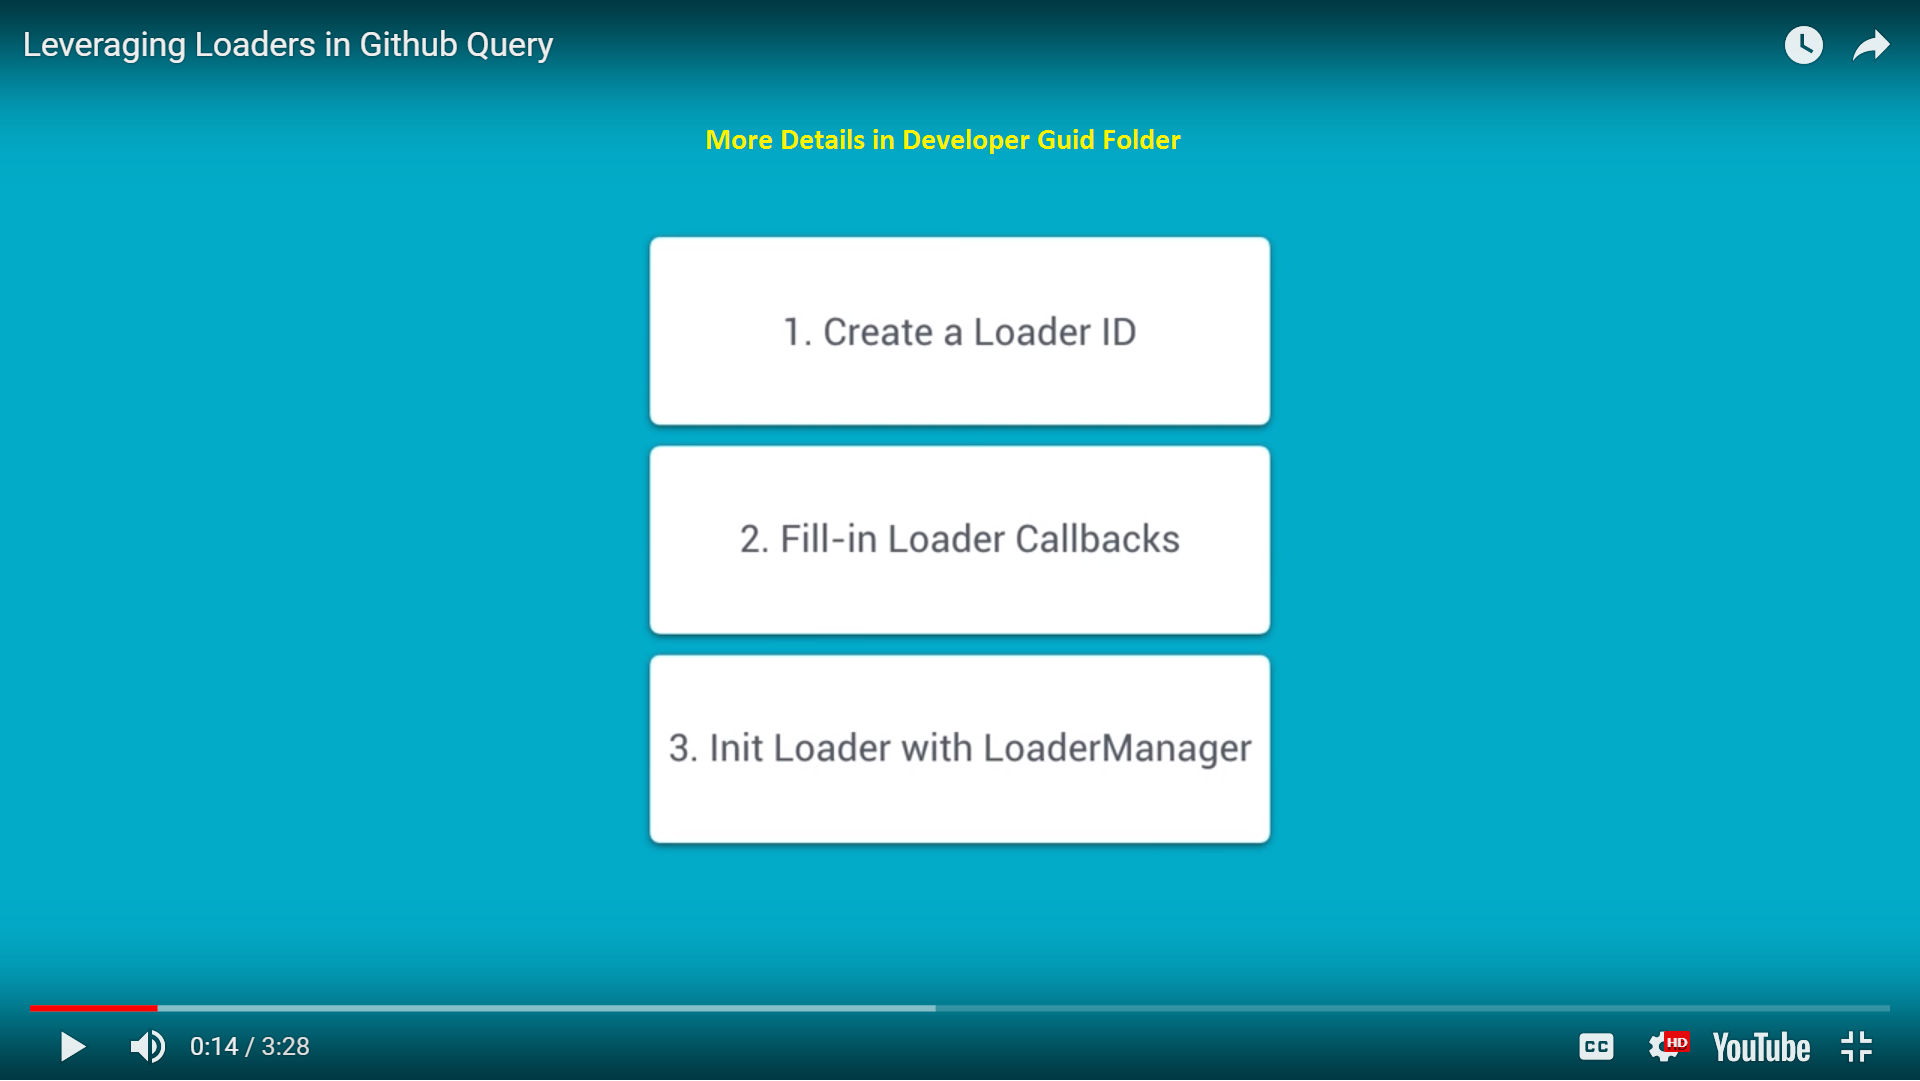 Leveraging Loaders in Github Query
More Details in Developer Guid Folder
1. Create a Loader ID
2. Fill-in Loader Callbacks
3. Init Loader with LoaderManager
0:14 / 3:28
CC
HD
YouTube